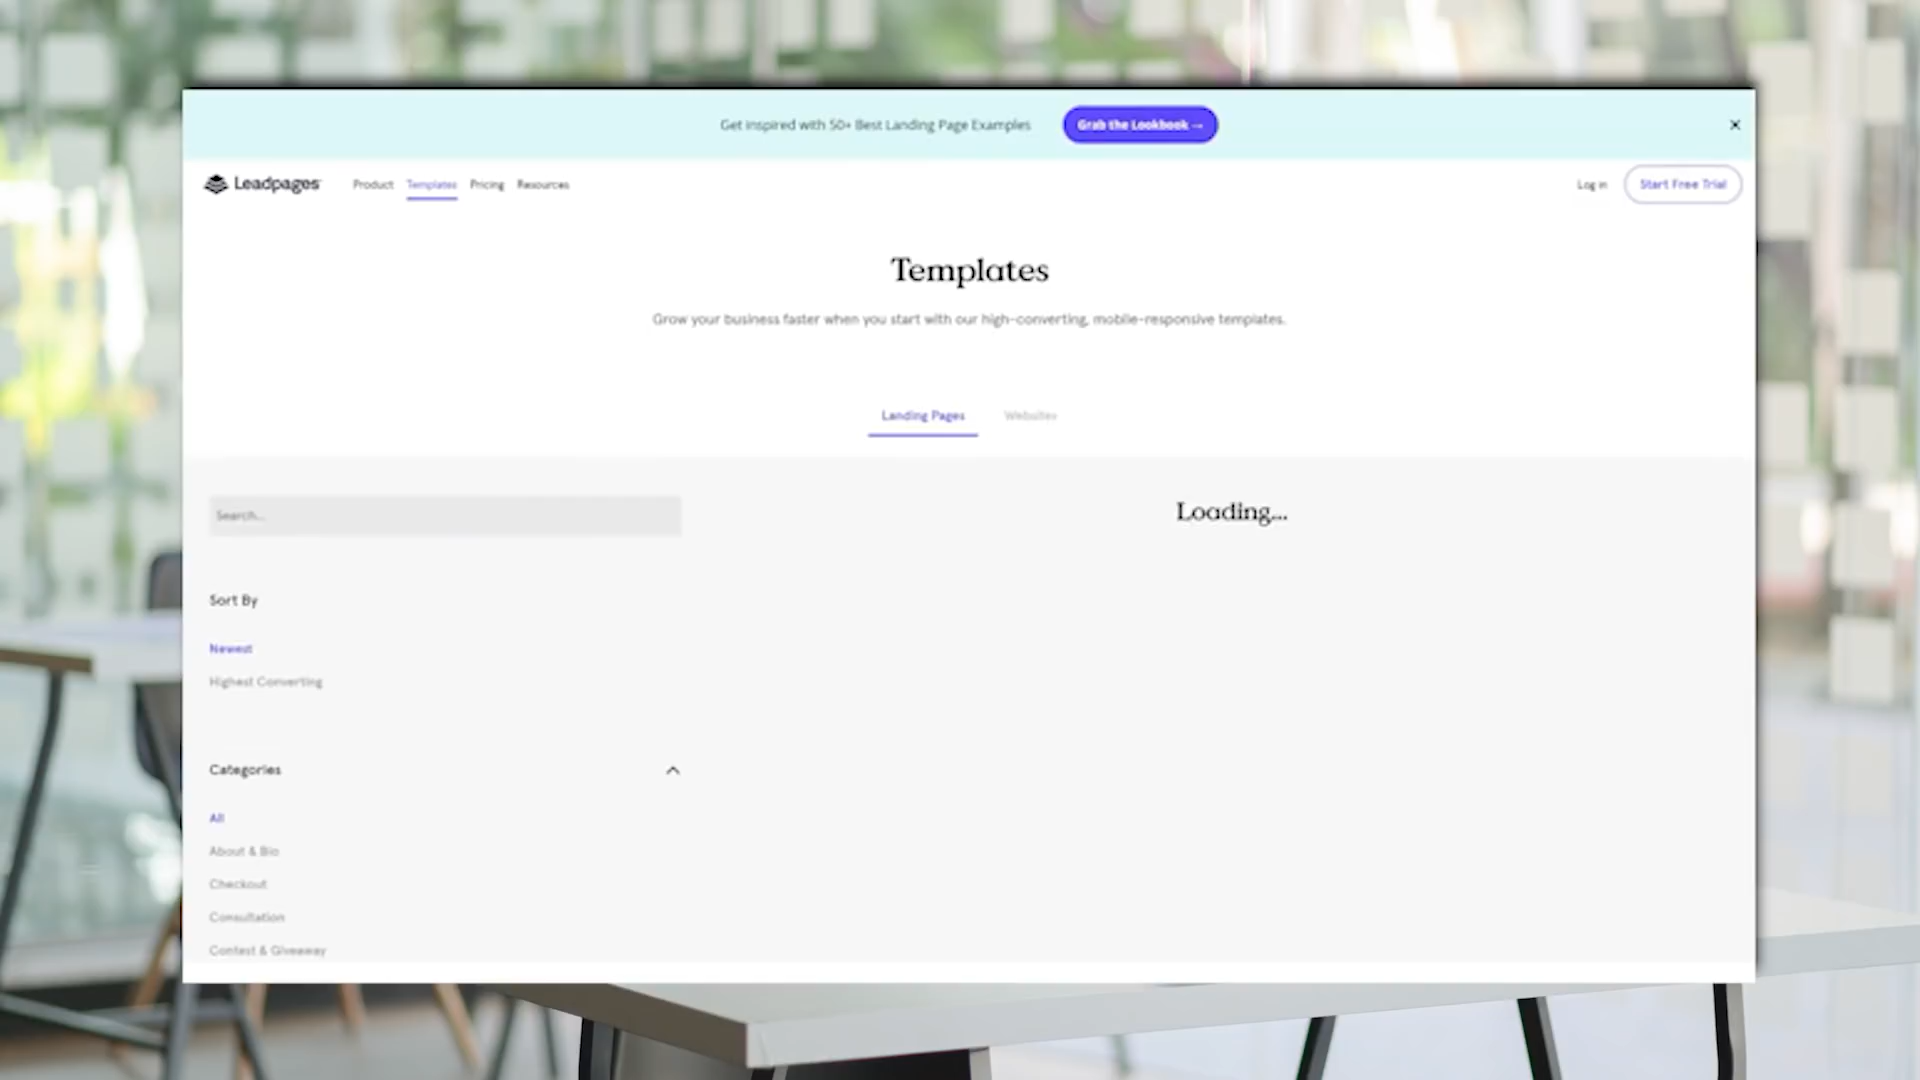 Get inspired with 50+ Best Landing Page Examples
Grab the Lookbook →
Leadpages
Product Templates Pricing Resources
Log in
Start Free Trial
Templates
Grow your business faster when you start with our high-converting, mobile-responsive templates.
Landing Pages Websites
Search...
Loading...
Sort By
Newest
Highest Converting
Categories
All
About & Bio
Checkout
Consultation
Contest & Giveaway